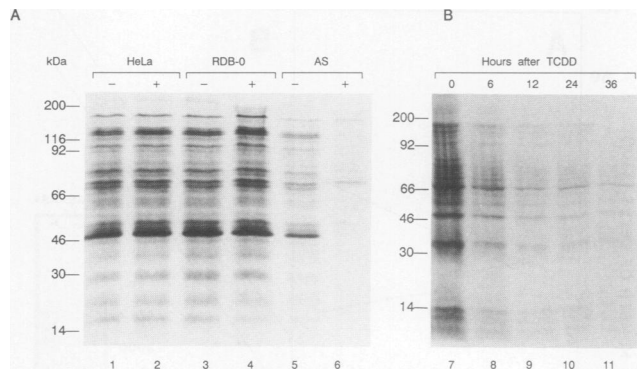 A
kDa
HeLa RDB-0 AS
– + – + – +
200
116
92
66
46
30
14
1 2 3 4 5 6
B
Hours after TCDD
0 6 12 24 36
200
92
66
46
30
14
7 8 9 10 11